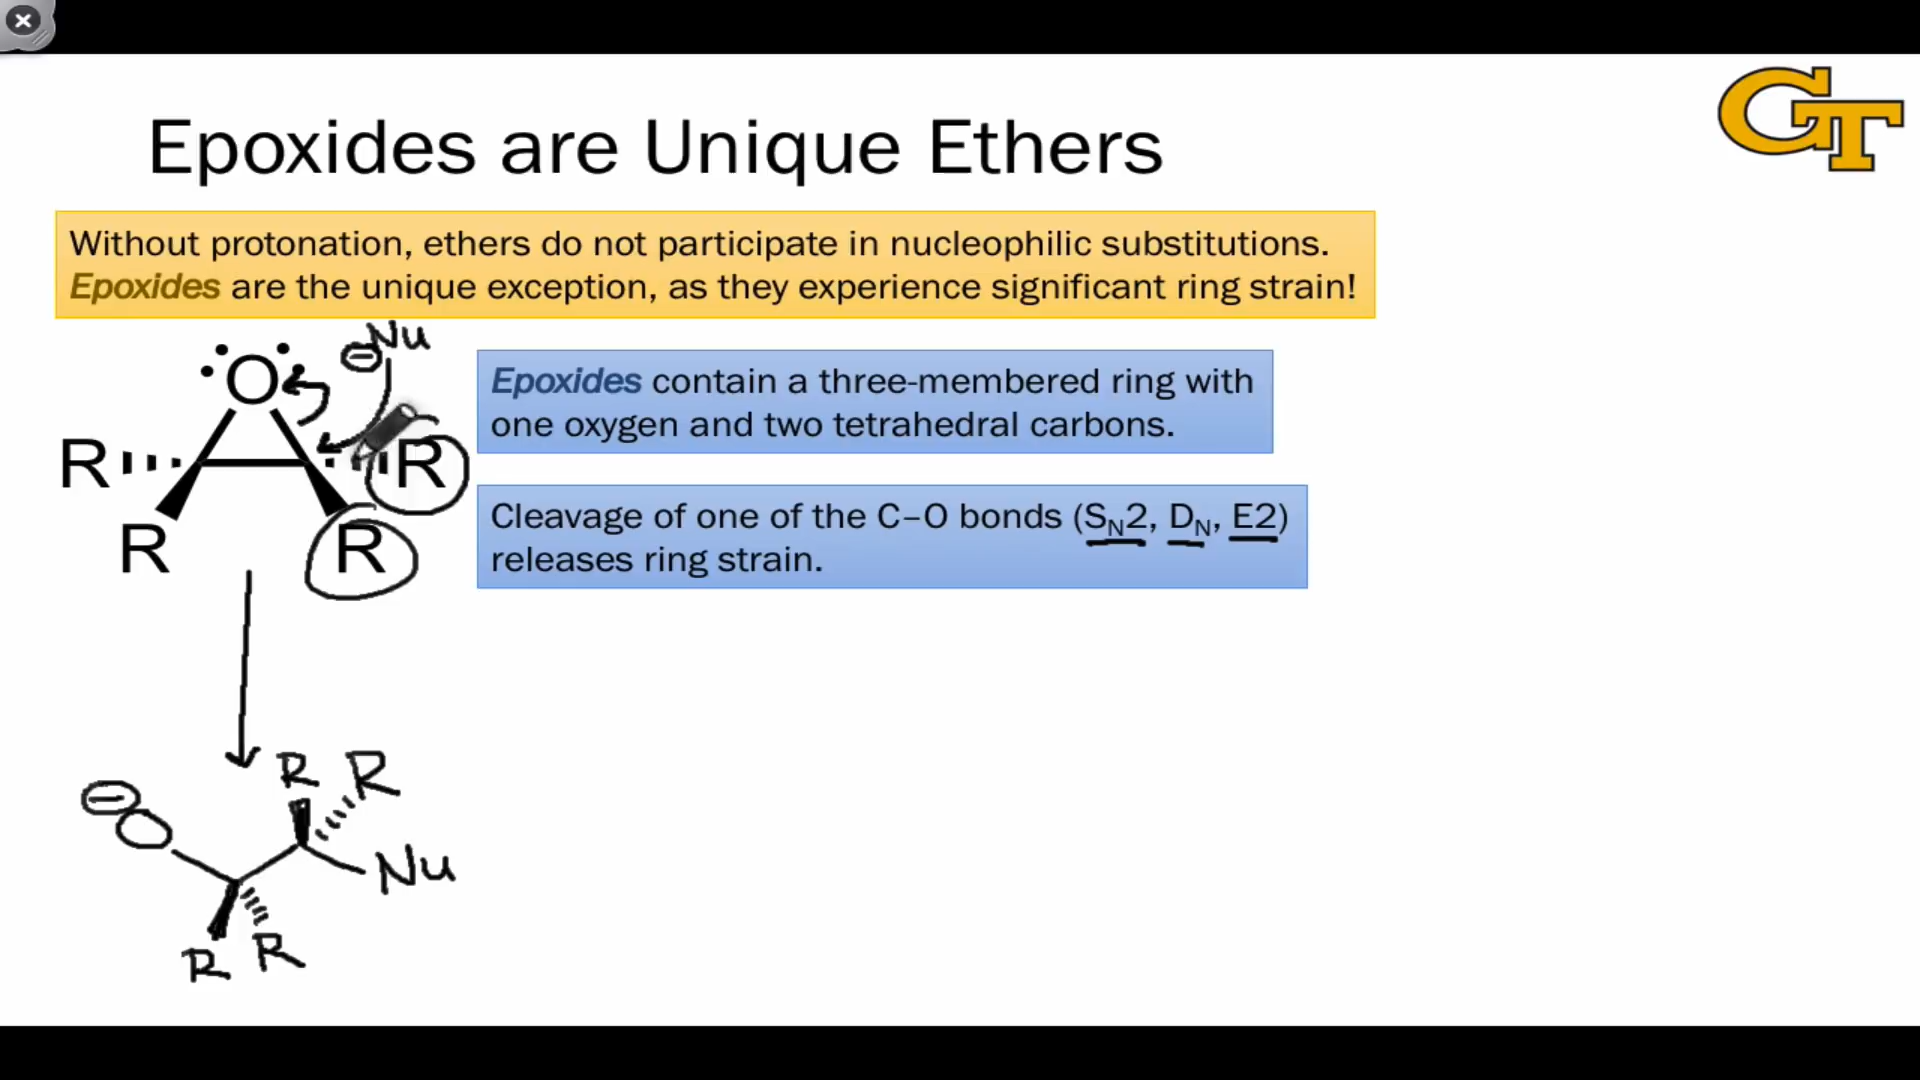 GT
Epoxides are Unique Ethers
Without protonation, ethers do not participate in nucleophilic substitutions.
Epoxides are the unique exception, as they experience significant ring strain!
⊖Nu
O
R R
R R
Epoxides contain a three-membered ring with
one oxygen and two tetrahedral carbons.
Cleavage of one of the C–O bonds (SN2, DN, E2)
releases ring strain.
R R
⊖
O
Nu
R R